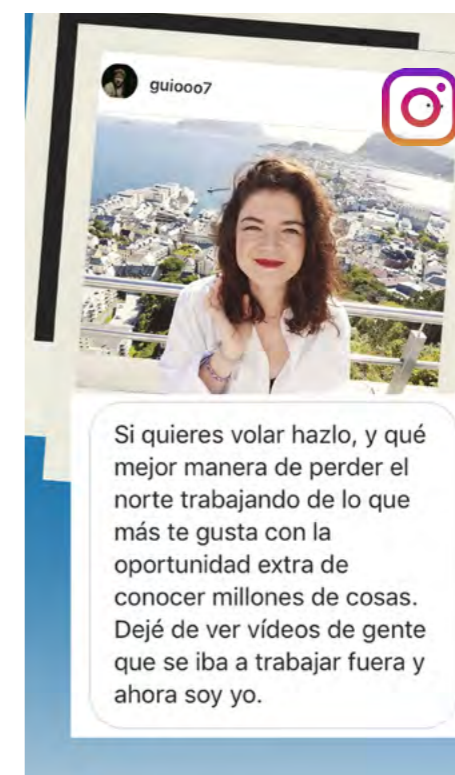 guiooo7
Si quieres volar hazlo, y qué
mejor manera de perder el
norte trabajando de lo que
más te gusta con la
oportunidad extra de
conocer millones de cosas.
Dejé de ver vídeos de gente
que se iba a trabajar fuera y
ahora soy yo.